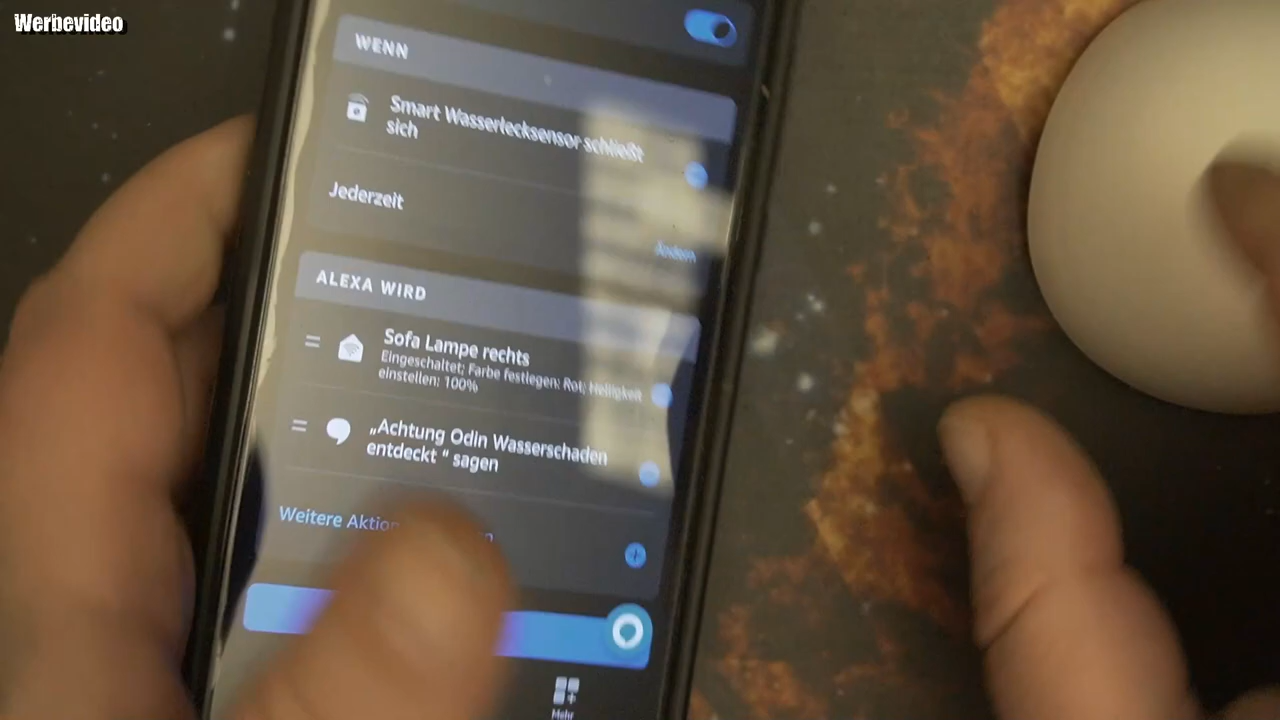 Werbevideo
WENN
Smart Wasserlecksensor schließt
sich
Jederzeit
Ändern
ALEXA WIRD
Sofa Lampe rechts
Eingeschaltet; Farbe festlegen: Rot; Helligkeit
einstellen: 100%
„Achtung Odin Wasserschaden
entdeckt “ sagen
Weitere
Mehr